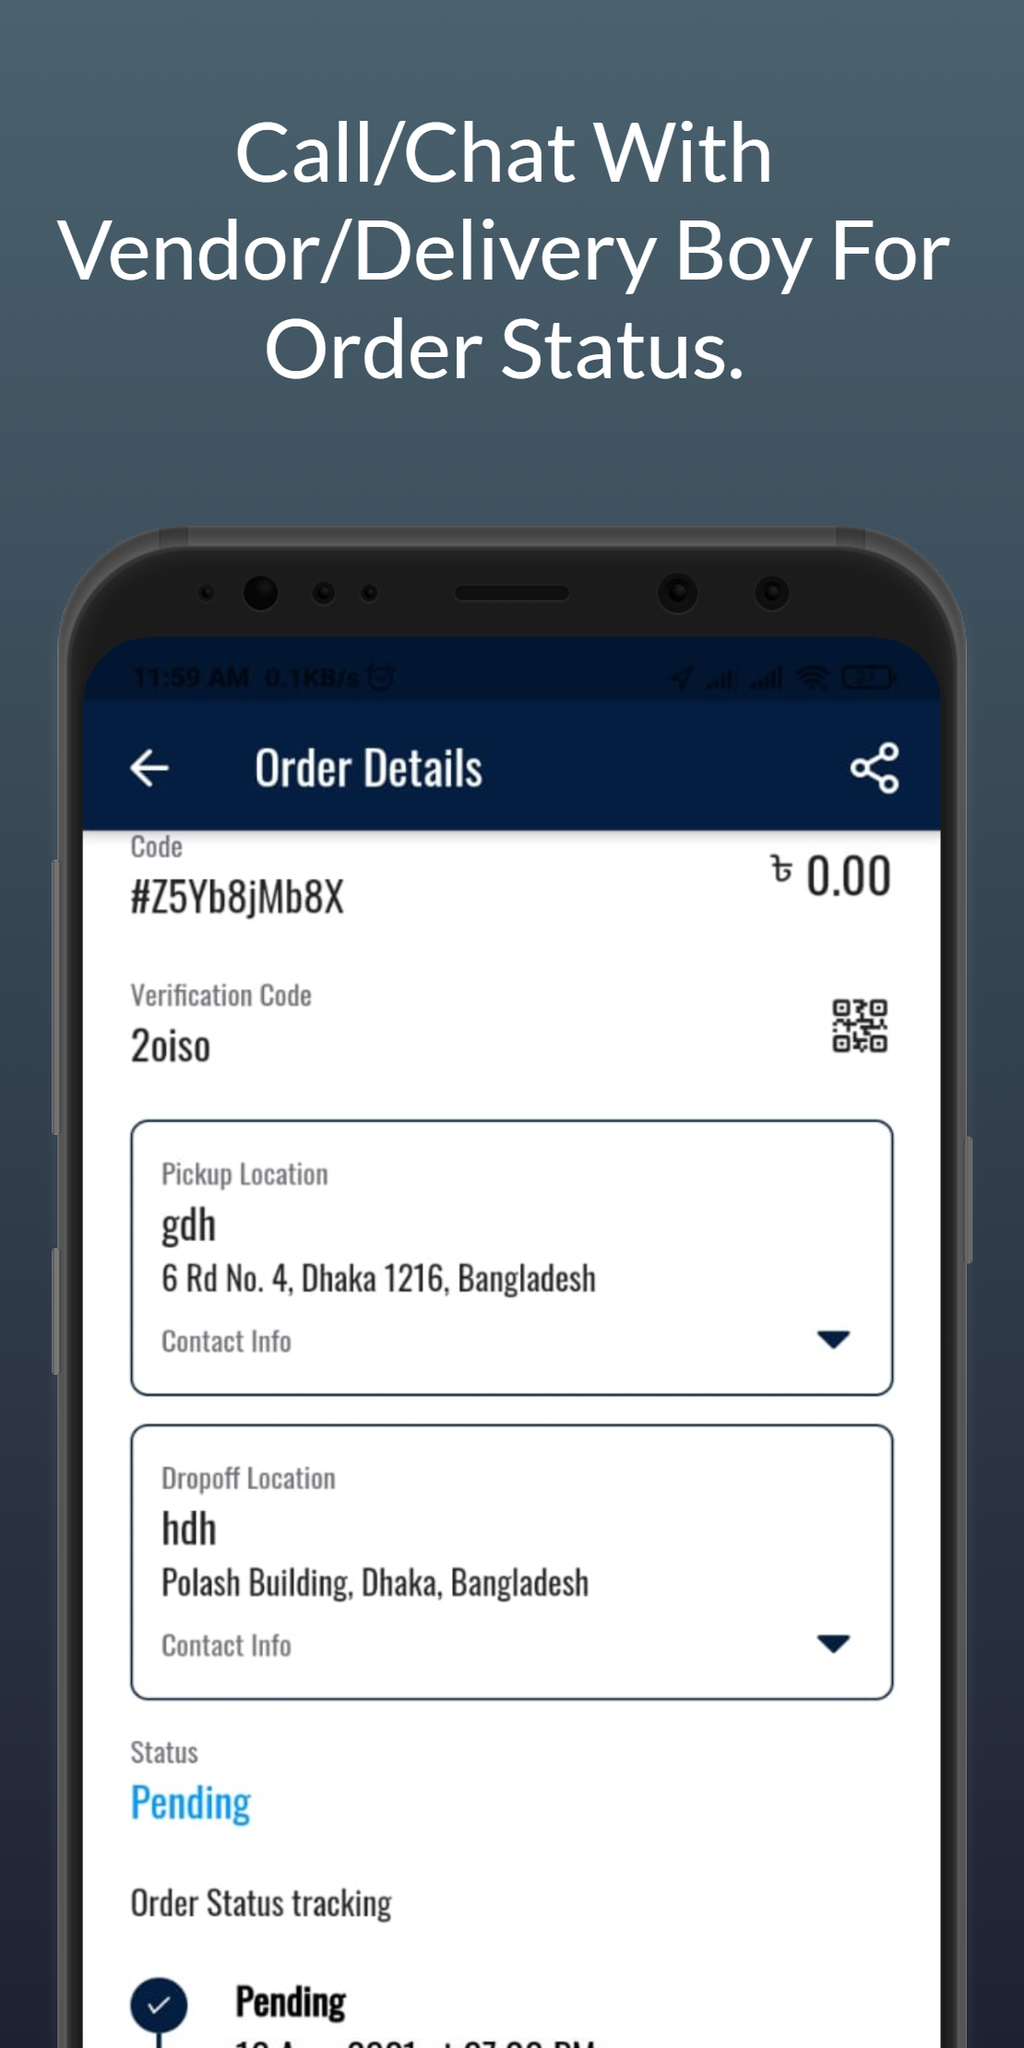 Call/Chat With
Vendor/Delivery Boy For
Order Status.
11:59 AM 0.1KB/s
Order Details
Code
#Z5Yb8jMb8X
৳ 0.00
Verification Code
2oiso
Pickup Location
gdh
6 Rd No. 4, Dhaka 1216, Bangladesh
Contact Info
Dropoff Location
hdh
Polash Building, Dhaka, Bangladesh
Contact Info
Status
Pending
Order Status tracking
Pending